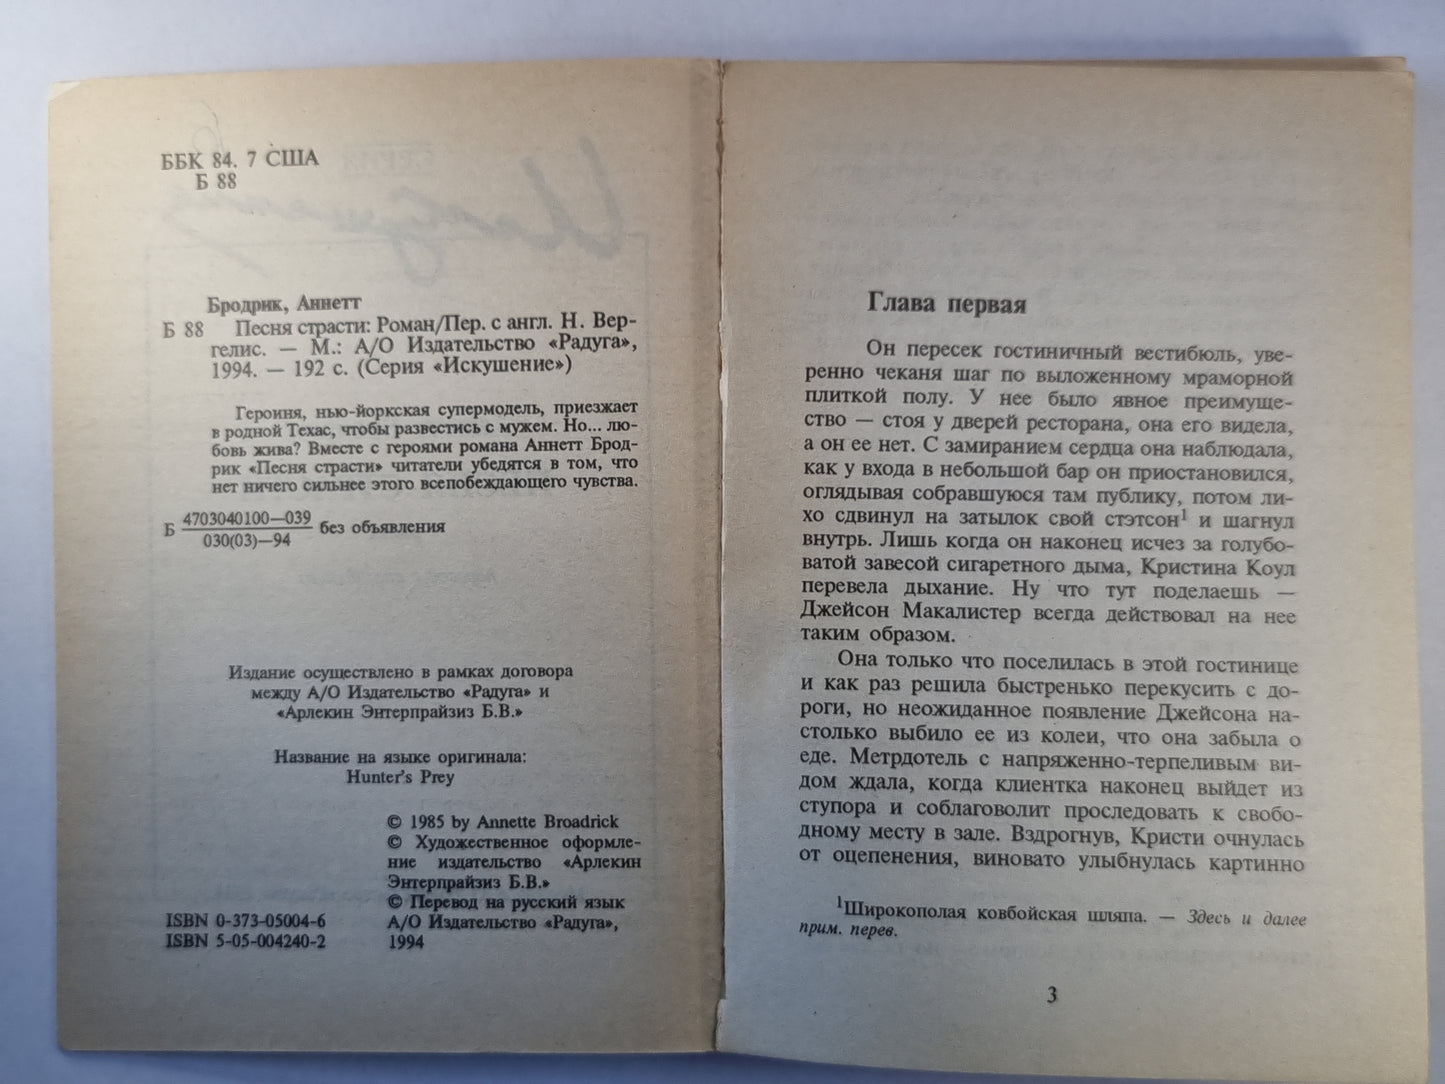 ББК 84. 7 США
Б 88
Бродрик, Аннетт
Б 88 Песня страсти: Роман/Пер. с англ. Н. Вер-
гелис. — М.: А/О Издательство «Радуга»,
1994. — 192 с. (Серия «Искушение»)
Героиня, нью-йоркская супермодель, приезжает
в родной Техас, чтобы развестись с мужем. Но... лю-
бовь жива? Вместе с героями романа Аннетт Брод-
рик «Песня страсти» читатели убедятся в том, что
нет ничего сильнее этого всепобеждающего чувства.
Б 4703040100—039 без объявления
030(03)—94
Издание осуществлено в рамках договора
между А/О Издательство «Радуга» и
«Арлекин Энтерпрайзиз Б.В.»
Название на языке оригинала:
Hunter's Prey
© 1985 by Annette Broadrick
© Художественное оформле-
ние издательство «Арлекин
Энтерпрайзиз Б.В.»
© Перевод на русский язык
А/О Издательство «Радуга»,
1994
ISBN 0-373-05004-6
ISBN 5-05-004240-2
Глава первая
Он пересек гостиничный вестибюль, уве-
ренно чеканя шаг по выложенному мраморной
плиткой полу. У нее было явное преимуще-
ство — стоя у дверей ресторана, она его видела,
а он ее нет. С замиранием сердца она наблюдала,
как у входа в небольшой бар он приостановился,
оглядывая собравшуюся там публику, потом ли-
хо сдвинул на затылок свой стэтсон¹ и шагнул
внутрь. Лишь когда он наконец исчез за голубо-
ватой завесой сигаретного дыма, Кристина Коул
перевела дыхание. Ну что тут поделаешь —
Джейсон Макалистер всегда действовал на нее
таким образом.
Она только что поселилась в этой гостинице
и как раз решила быстренько перекусить с до-
роги, но неожиданное появление Джейсона на-
столько выбило ее из колеи, что она забыла о
еде. Метрдотель с напряженно-терпеливым ви-
дом ждала, когда клиентка наконец выйдет из
ступора и соблаговолит проследовать к свобо-
дному месту в зале. Вздрогнув, Кристи очнулась
от оцепенения, виновато улыбнулась картинно
¹Широкополая ковбойская шляпа. — Здесь и далее
прим. перев.
3